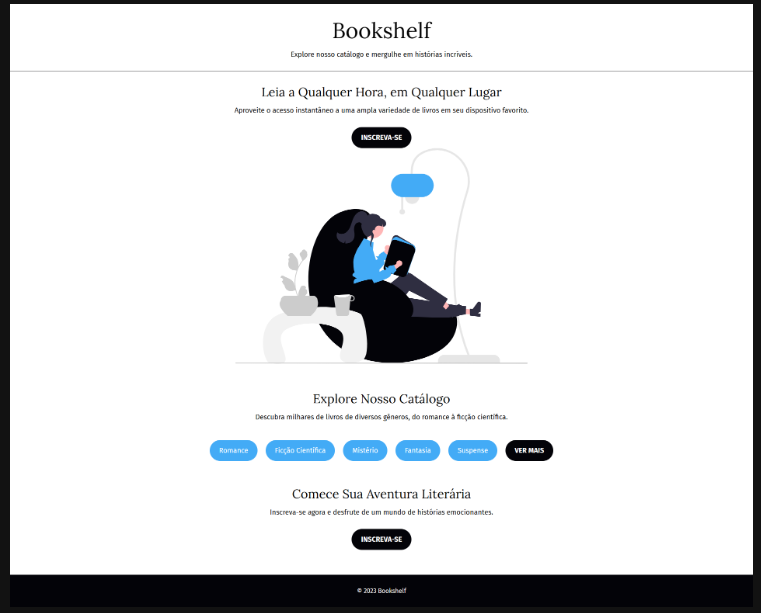 Bookshelf
Explore nosso catálogo e mergulhe em histórias incríveis.
Leia a Qualquer Hora, em Qualquer Lugar
Aproveite o acesso instantâneo a uma ampla variedade de livros em seu dispositivo favorito.
INSCREVA-SE
Explore Nosso Catálogo
Descubra milhares de livros de diversos gêneros, do romance à ficção científica.
Romance Ficção Científica Mistério Fantasia Suspense VER MAIS
Comece Sua Aventura Literária
Inscreva-se agora e desfrute de um mundo de histórias emocionantes.
INSCREVA-SE
© 2023 Bookshelf